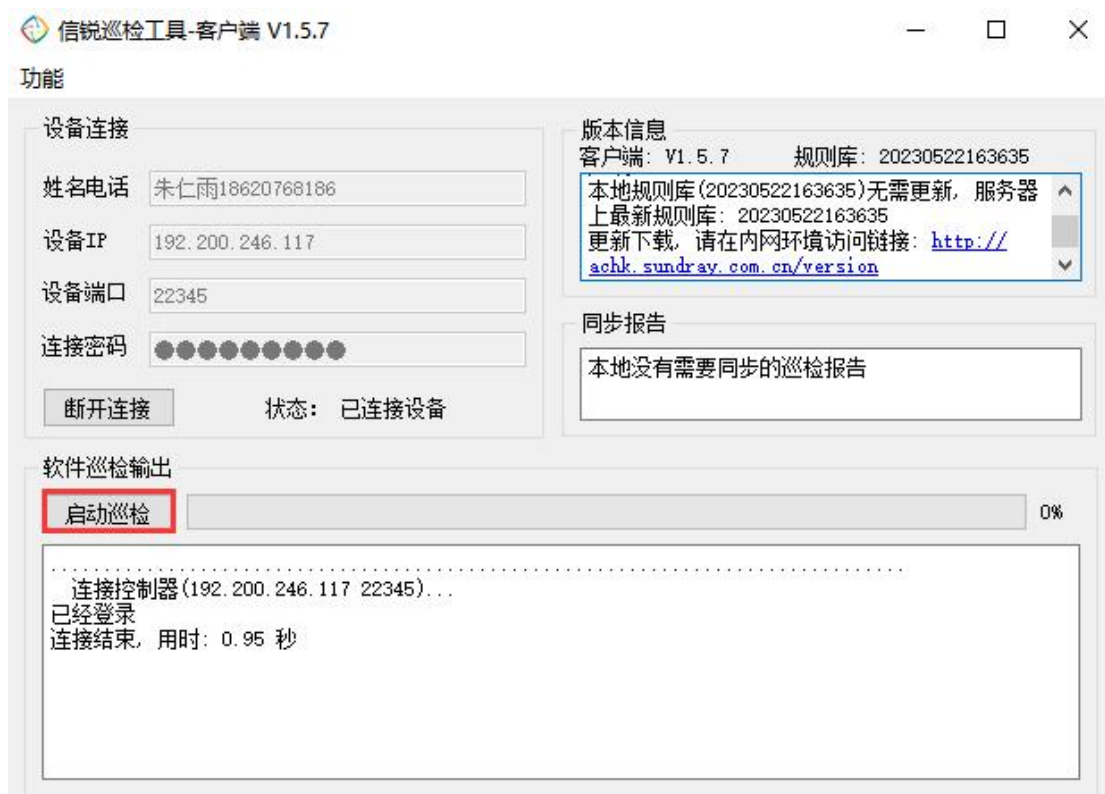 信锐巡检工具-客户端 V1.5.7
功能
设备连接
姓名电话 朱仁雨18620768186
设备IP 192.200.246.117
设备端口 22345
连接密码 ●●●●●●●●●
断开连接 状态： 已连接设备
版本信息
客户端: V1.5.7 规则库: 20230522163635
本地规则库(20230522163635)无需更新, 服务器
上最新规则库: 20230522163635
更新下载, 请在内网环境访问链接: http://
achk.sundray.com.cn/version
同步报告
本地没有需要同步的巡检报告
软件巡检输出
启动巡检 0%
连接控制器(192.200.246.117 22345)...
已经登录
连接结束, 用时: 0.95 秒